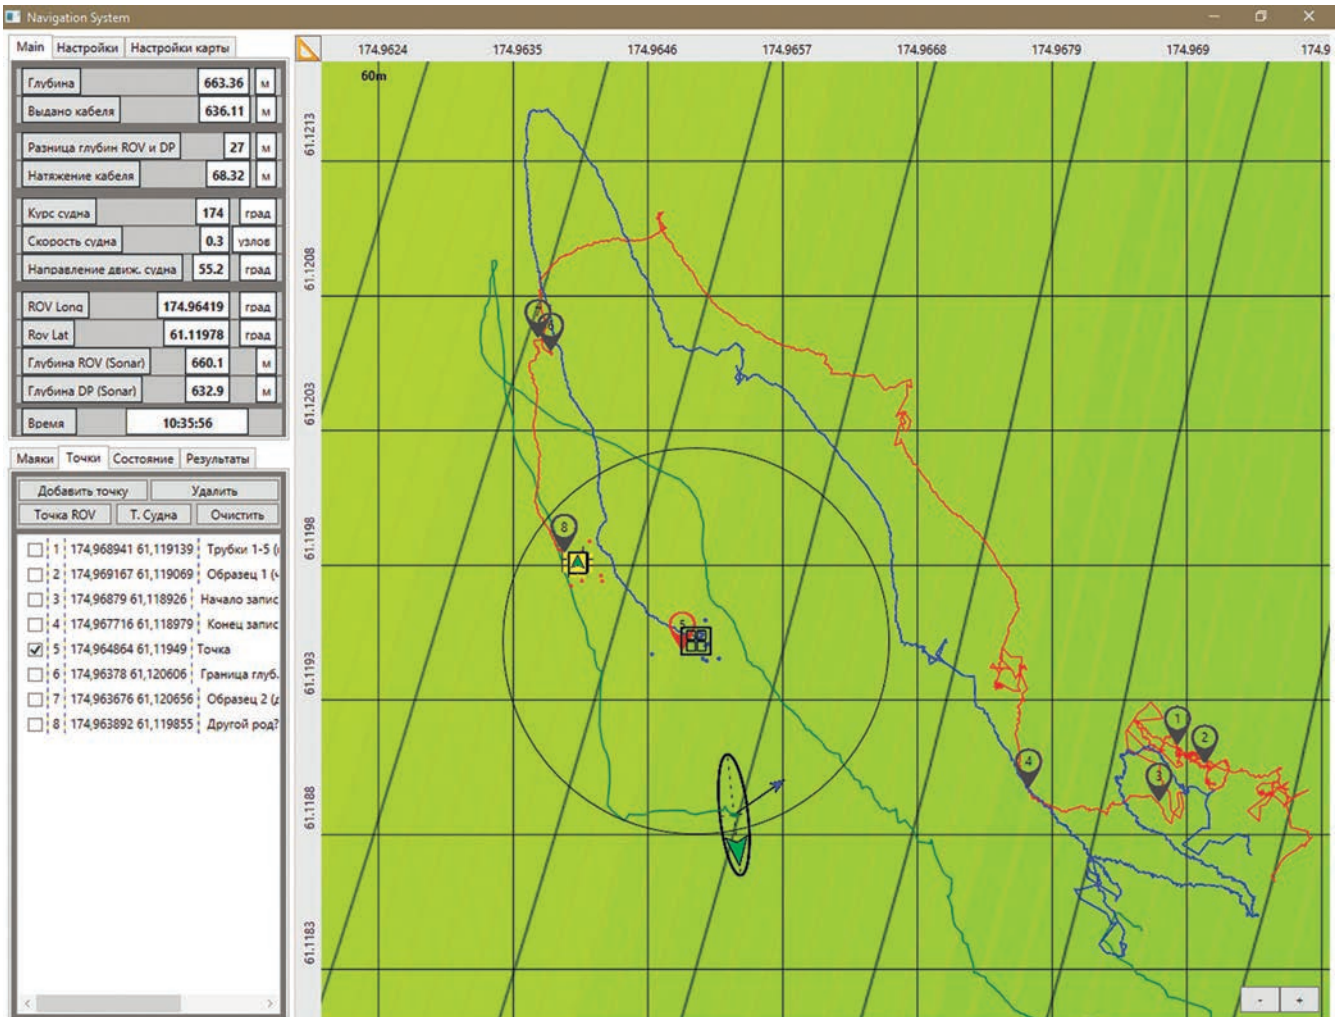 Navigation System
Main Настройки Настройки карты
Глубина 663.36 м
Выдано кабеля 636.11 м
Разница глубин ROV и DP 27 м
Натяжение кабеля 68.32 м
Курс судна 174 град
Скорость судна 0.3 узлов
Направление движ. судна 55.2 град
ROV Long 174.96419 град
Rov Lat 61.11978 град
Глубина ROV (Sonar) 660.1 м
Глубина DP (Sonar) 632.9 м
Время 10:35:56
Маяки Точки Состояние Результаты
Добавить точку Удалить
Точка ROV Т. Судна Очистить
1 174,968941 61,119139 Трубки 1-5 (
2 174,969167 61,119069 Образец 1 (
3 174,96879 61,118926 Начало запис
4 174,967716 61,118979 Конец запис
5 174,964864 61,11949 Точка
6 174,96378 61,120606 Граница глуб.
7 174,963676 61,120656 Образец 2 (
8 174,963892 61,119855 Другой род?
174.9624 174.9635 174.9646 174.9657 174.9668 174.9679 174.969 174.9
60m
61.1213
61.1208
61.1203
61.1198
61.1193
61.1188
61.1183
7
8
5
1
2
4
3
- +